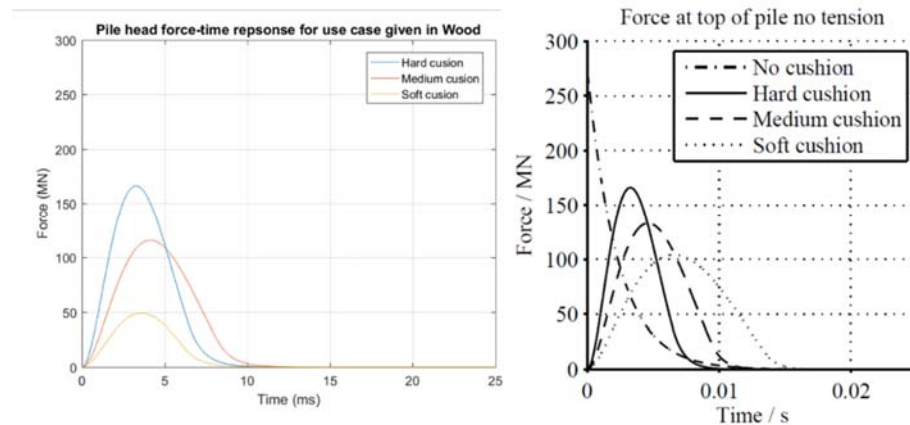 Pile head force-time repsonse for use case given in Wood
300
250
200
150
100
50
0
Force (MN)
Hard cusion
Medium cusion
Soft cusion
0 5 10 15 20 25
Time (ms)
Force at top of pile no tension
300
250
200
150
100
50
0
Force / MN
No cushion
Hard cushion
Medium cushion
Soft cushion
0 0.01 0.02
Time / s